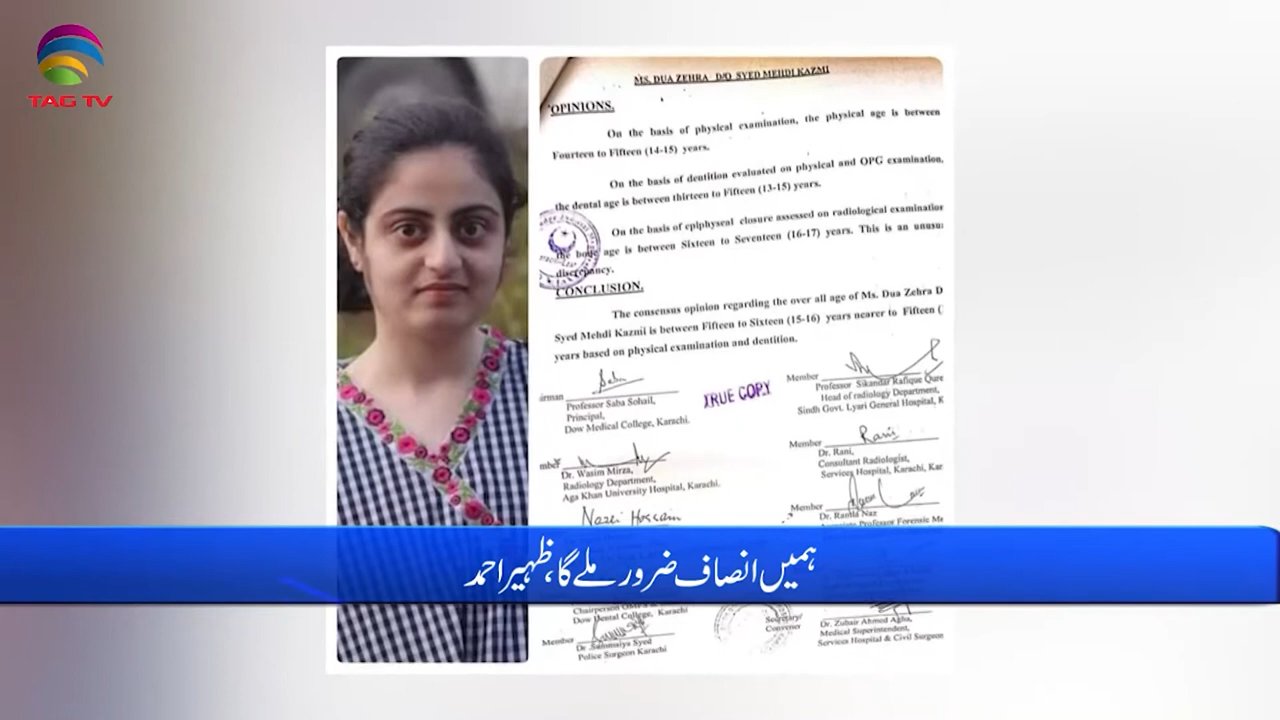 TAG TV
MS. DUA ZEHRA D/O SYED MEHDI KAZMI
OPINIONS.
On the basis of physical examination, the physical age is between
Fourteen to Fifteen (14-15) years.
On the basis of dentition evaluated on physical and OPG examination,
the dental age is between thirteen to Fifteen (13-15) years.
On the basis of epiphyseal closure assessed on radiological examination
the bone age is between Sixteen to Seventeen (16-17) years. This is an
discrepancy.
CONCLUSION.
The consensus opinion regarding the over all age of Ms. Dua Zehra D
Syed Mehdi Kazmi is between Fifteen to Sixteen (15-16) years nearer to Fifteen (
years based on physical examination and dentition.
Professor Saba Sohail,
Principal,
Dow Medical College, Karachi.
TRUE COPY
Member
Professor Sikandar Rafique
Head of radiology Department,
Sindh Govt. Lyari General Hospital, K
Dr. Wasim Mirza,
Radiology Department,
Aga Khan University Hospital, Karachi.
Member
Rani
Dr. Rani,
Consultant Radiologist,
Services Hospital, Karachi, Kar
Member
Dr. Ramla Naz
Professor Forensic
ہمیں انصاف ضرور ملے گا، ظہیر احمد
Dow Dental College, Karachi
Member
Police Surgeon Karachi
Secretary/
Convener
Dr. Zubair Ahmed Agha,
Medical Superintendent,
Services Hospital & Civil Surgeon